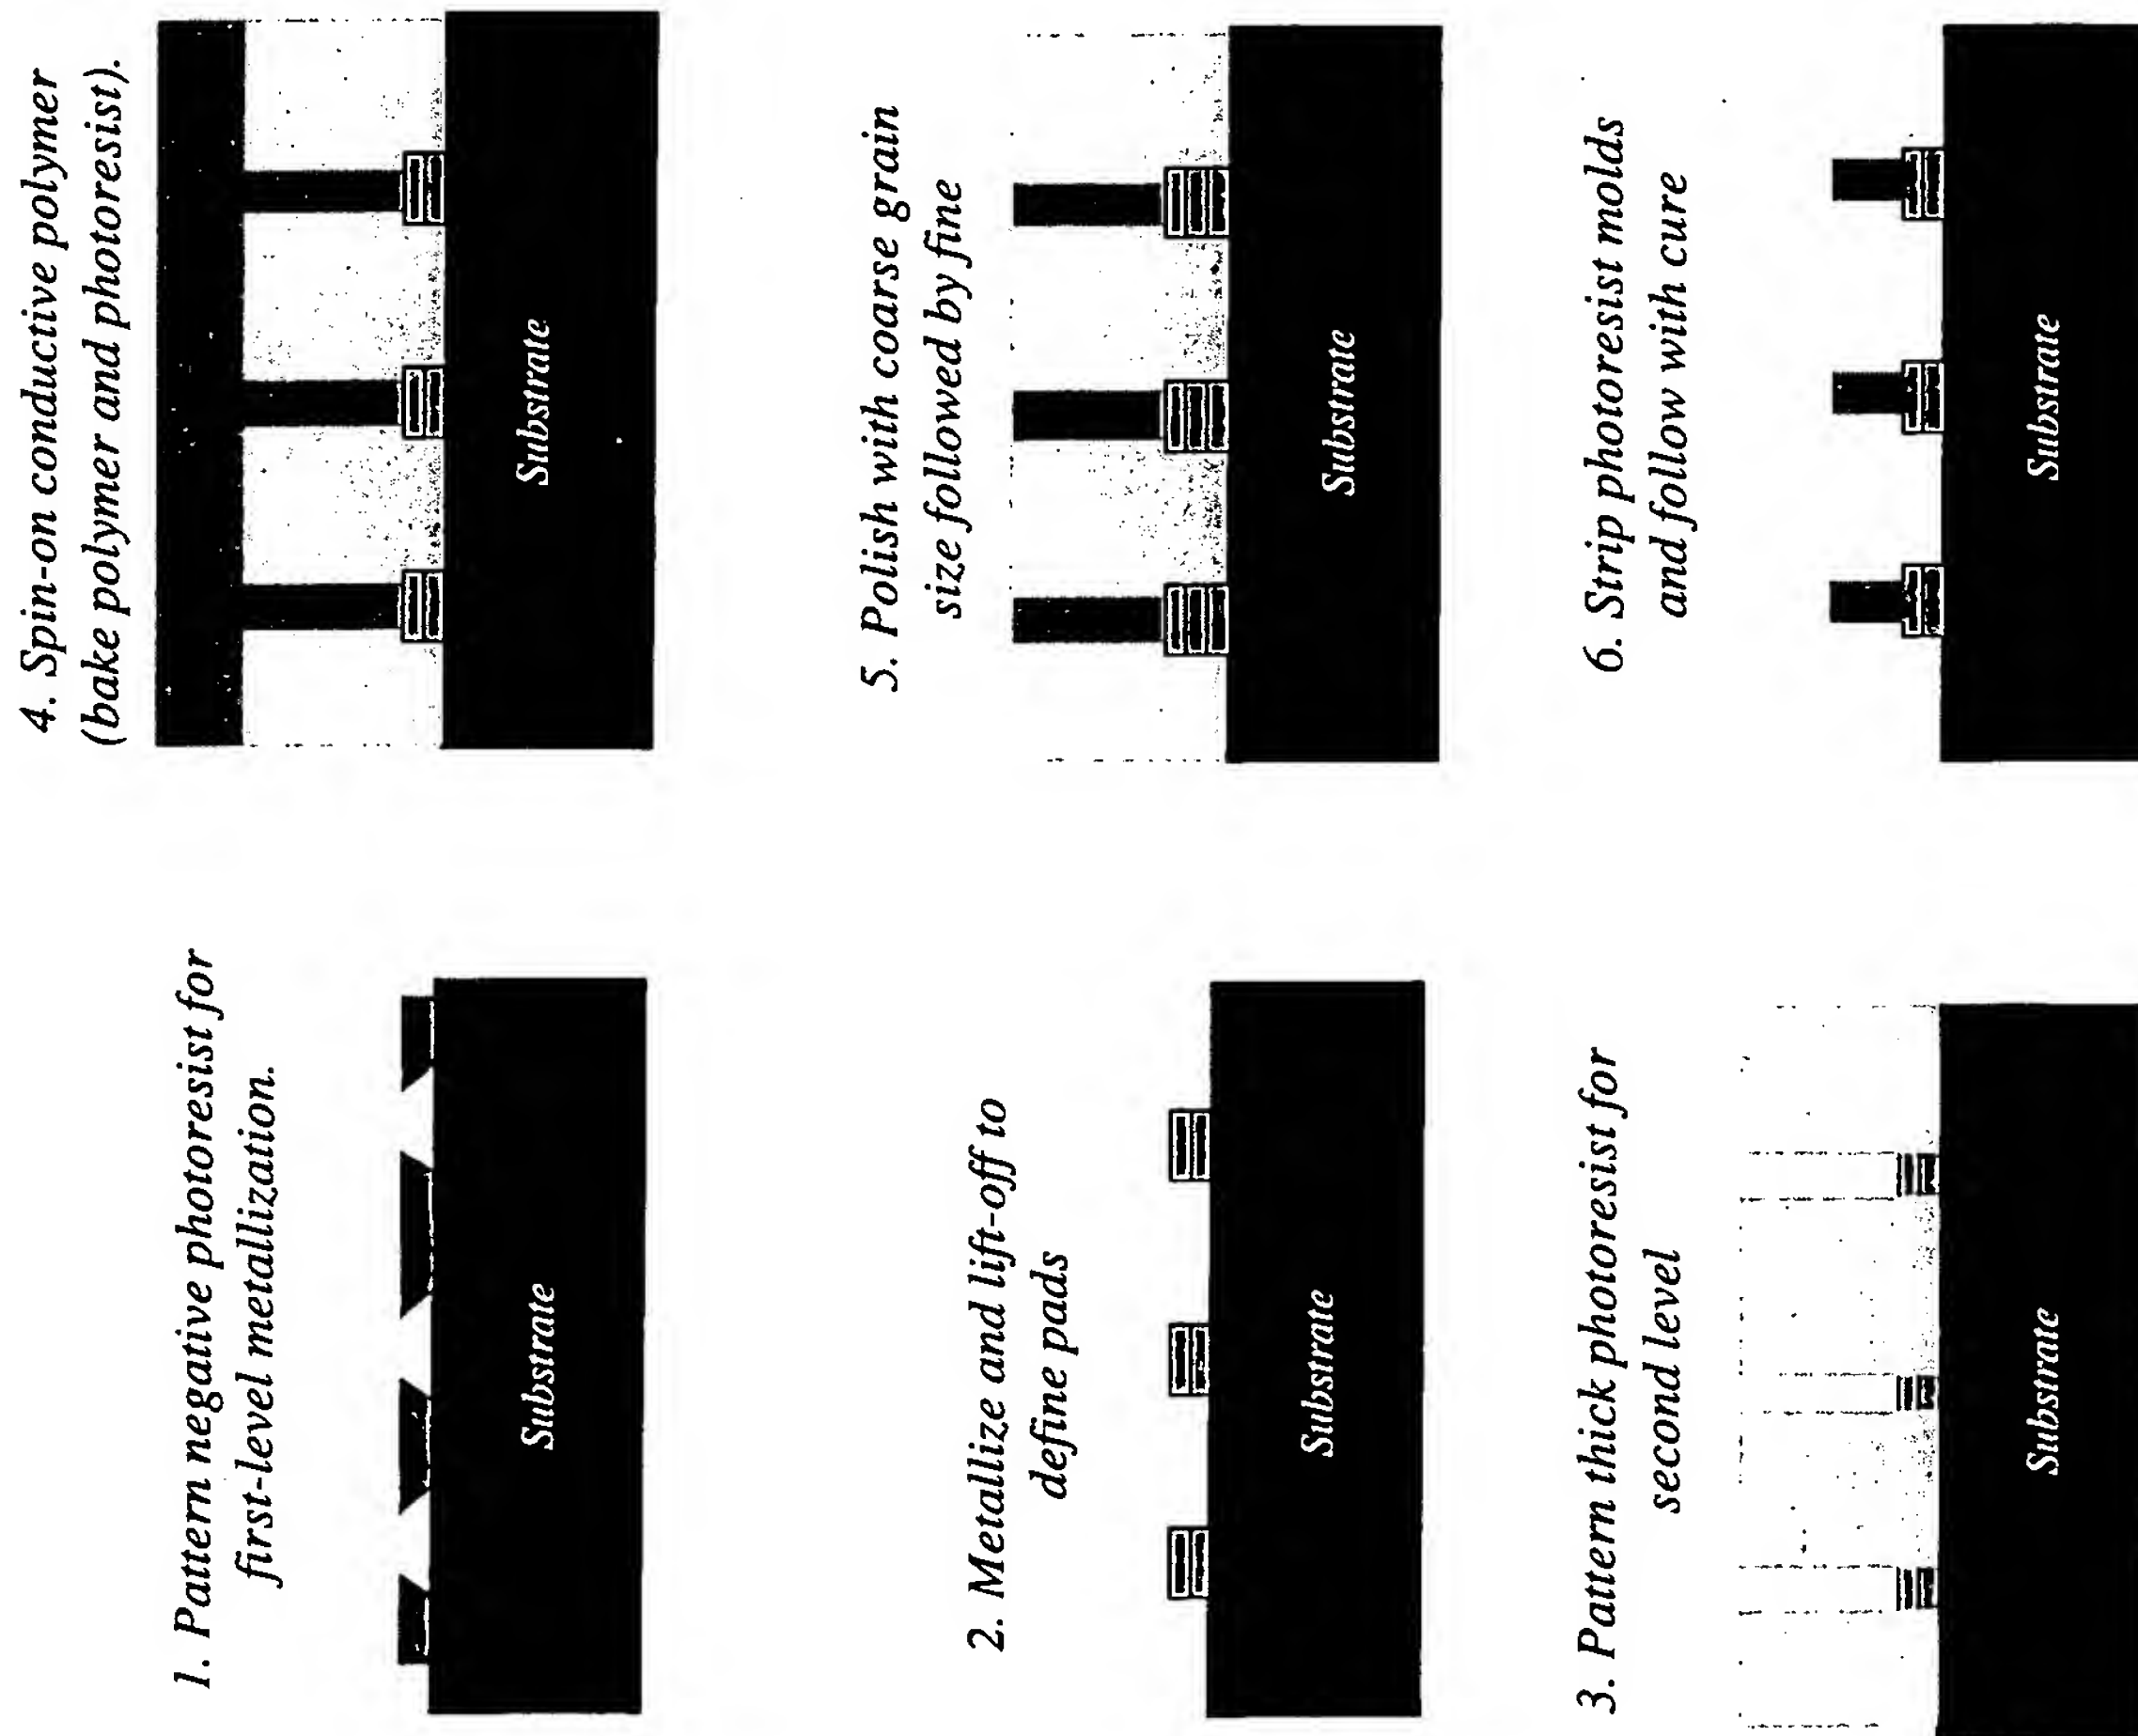 1. Pattern negative photoresist for
first-level metallization.
Substrate
2. Metallize and lift-off to
define pads
Substrate
3. Pattern thick photoresist for
second level
Substrate
4. Spin-on conductive polymer
(bake polymer and photoresist).
Substrate
5. Polish with coarse grain
size followed by fine
Substrate
6. Strip photoresist molds
and follow with cure
Substrate